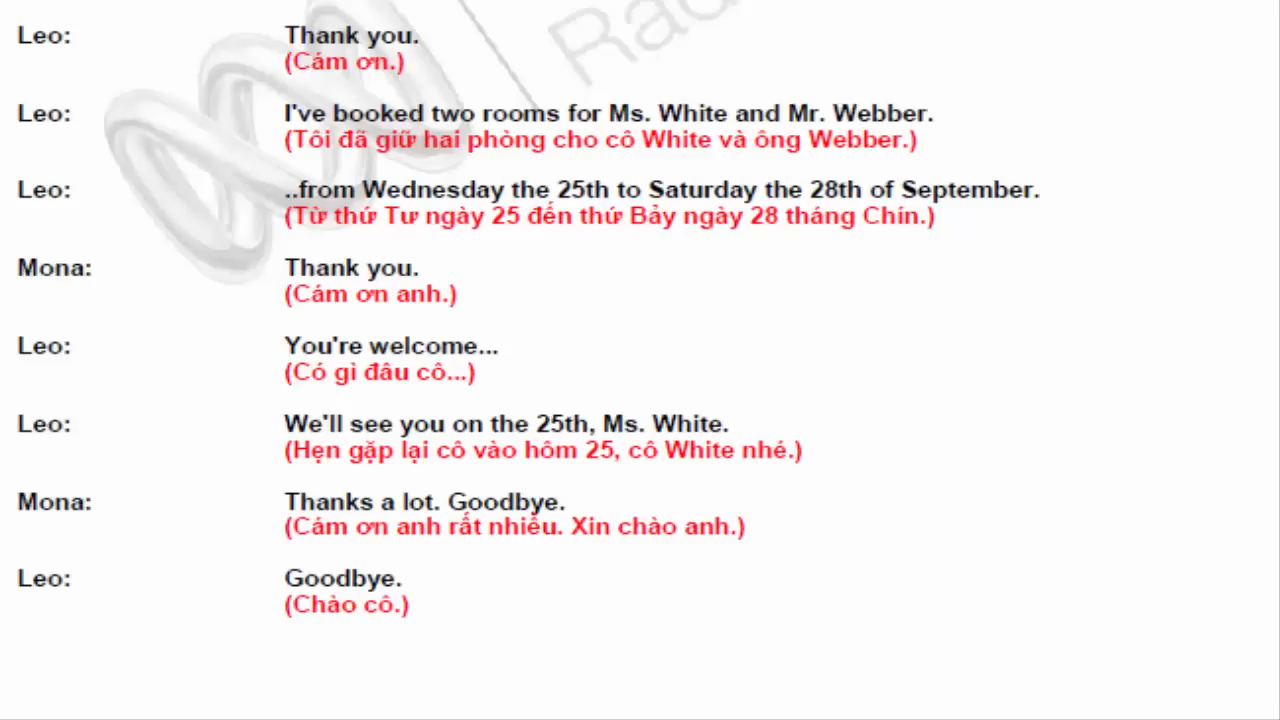 Leo: Thank you.
(Cám ơn.)
Leo: I've booked two rooms for Ms. White and Mr. Webber.
(Tôi đã giữ hai phòng cho cô White và ông Webber.)
Leo: ..from Wednesday the 25th to Saturday the 28th of September.
(Từ thứ Tư ngày 25 đến thứ Bảy ngày 28 tháng Chín.)
Mona: Thank you.
(Cám ơn anh.)
Leo: You're welcome...
(Có gì đâu cô...)
Leo: We'll see you on the 25th, Ms. White.
(Hẹn gặp lại cô vào hôm 25, cô White nhé.)
Mona: Thanks a lot. Goodbye.
(Cám ơn anh rất nhiều. Xin chào anh.)
Leo: Goodbye.
(Chào cô.)